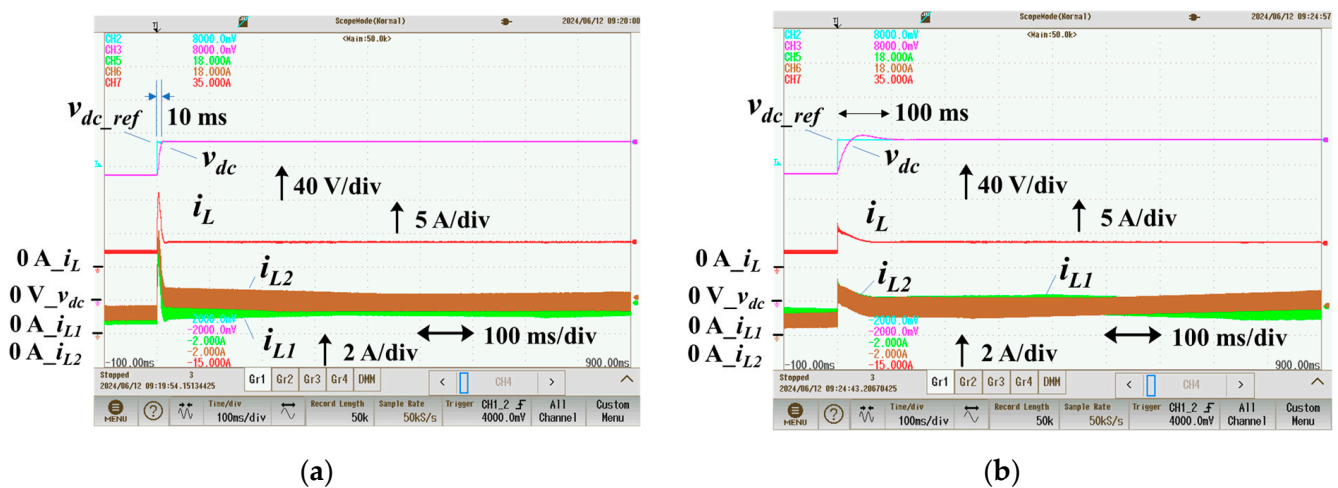 ScopeMode(Normal)
2024/06/12 09:20:00
<Main:50.0k>
CH2 8000.0mV
CH3 8000.0mV
CH5 18.000A
CH6 18.000A
CH7 35.000A
10 ms
vdc_ref
vdc
40 V/div
iL
5 A/div
0 A_iL
iL2
0 V_vdc
0 A_iL1
-2000.0mV
-2000.0mV
100 ms/div
iL1
-2.000A
0 A_iL2
-2.000A
2 A/div
-100.00ms
-15.000A
900.00ms
Stopped
3
2024/06/12 09:19:54.15134425
Gr1 Gr2 Gr3 Gr4 DMM
< CH4 >
MENU
?
Time/div
100ms/div
Record Length
50k
Sample Rate
50kS/s
Trigger CH1_2
4000.0mV
All
Channel
Custom
Menu
(a)
ScopeMode(Normal)
2024/06/12 09:24:57
<Main:50.0k>
CH2 8000.0mV
CH3 8000.0mV
CH5 18.000A
CH6 18.000A
CH7 35.000A
100 ms
vdc_ref
vdc
40 V/div
iL
5 A/div
0 A_iL
iL2
iL1
0 V_vdc
0 A_iL1
-2000.0mV
-2000.0mV
100 ms/div
-2.000A
0 A_iL2
-2.000A
2 A/div
-100.00ms
-15.000A
900.00ms
Stopped
3
2024/06/12 09:24:43.28670425
Gr1 Gr2 Gr3 Gr4 DMM
< CH4 >
MENU
?
Time/div
100ms/div
Record Length
50k
Sample Rate
50kS/s
Trigger CH1_2
4000.0mV
All
Channel
Custom
Menu
(b)